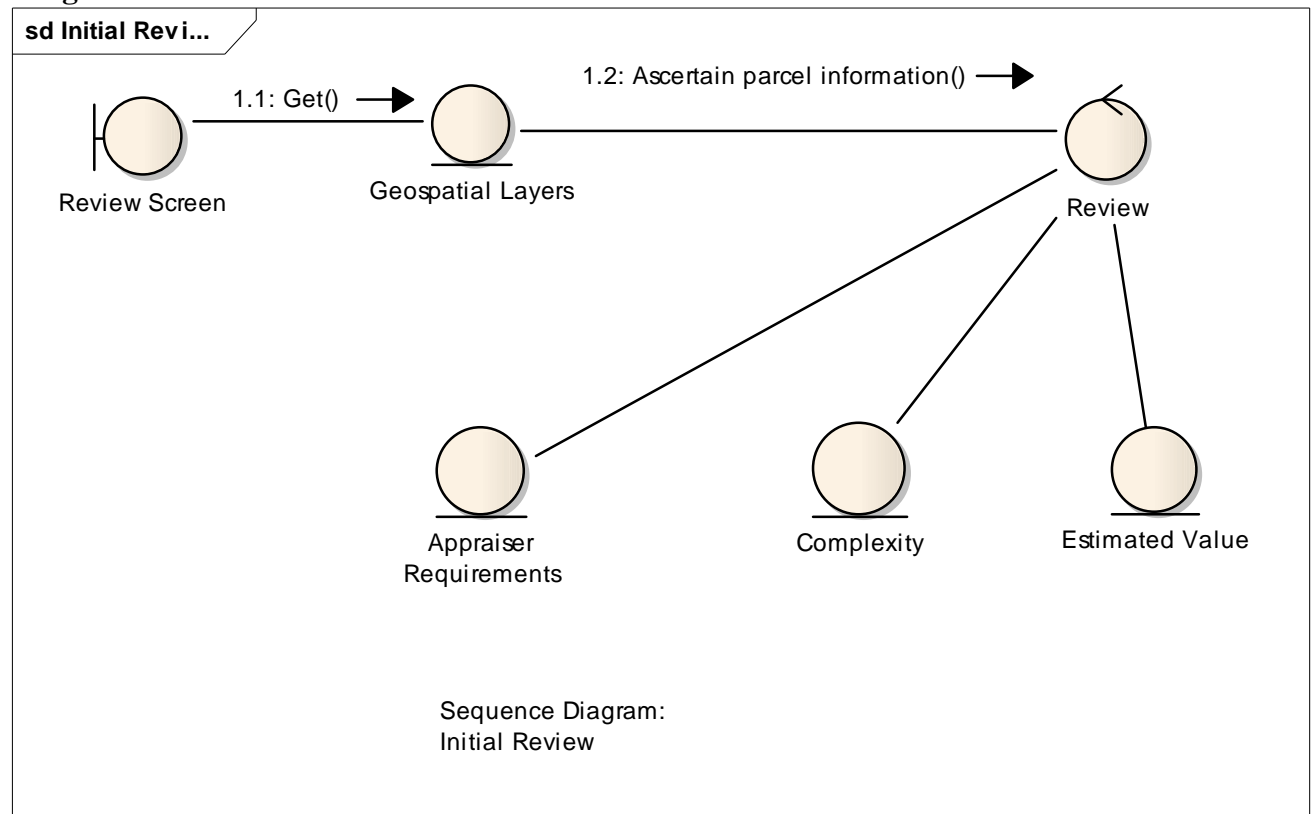 sd Initial Revi...
1.1: Get()
1.2: Ascertain parcel information()
Review Screen
Geospatial Layers
Review
Appraiser
Requirements
Complexity
Estimated Value
Sequence Diagram:
Initial Review